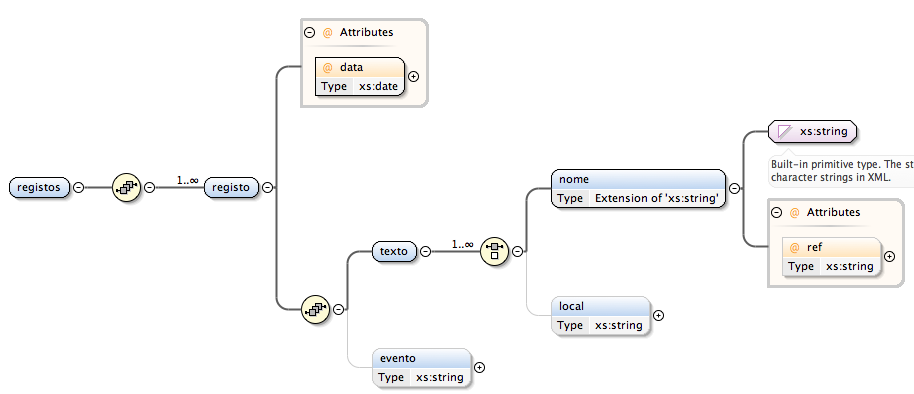 @ Attributes
@ data
Type xs:date
registos
1..∞
registo
xs:string
Built-in primitive type. The st
character strings in XML.
nome
Type Extension of 'xs:string'
@ Attributes
@ ref
Type xs:string
texto
1..∞
local
Type xs:string
evento
Type xs:string